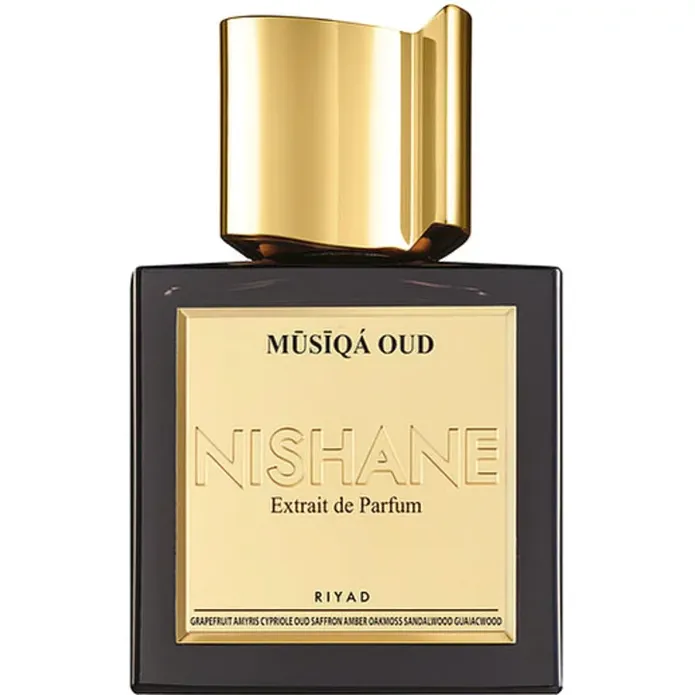 MŪSĪQÁ OUD
NISHANE
Extrait de Parfum
RIYAD
GRAPEFRUIT AMYRIS CYPRIOLE OUD SAFFRON AMBER OAKMOSS SANDALWOOD GUAIACWOOD